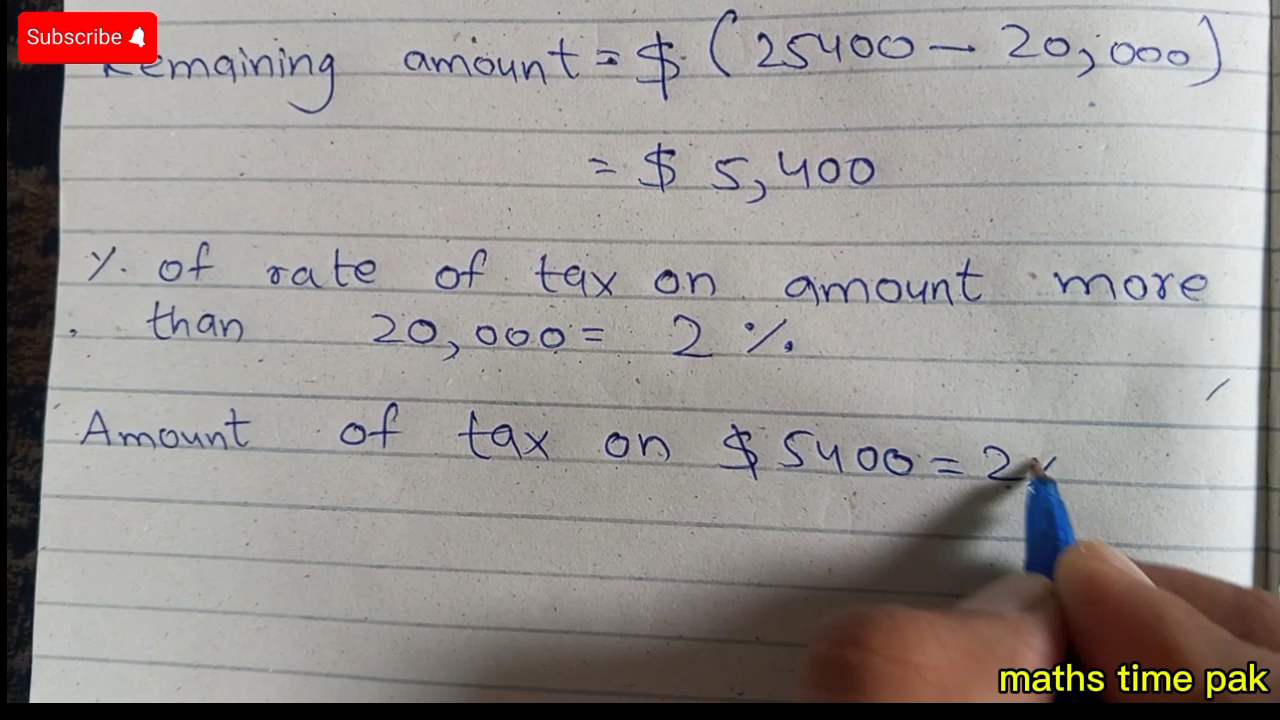 Subscribe
Remaining amount = $ (25400 - 20,000)
= $ 5,400
% of rate of tax on amount more
than 20,000 = 2 %.
Amount of tax on $ 5400 = 2%
maths time pak